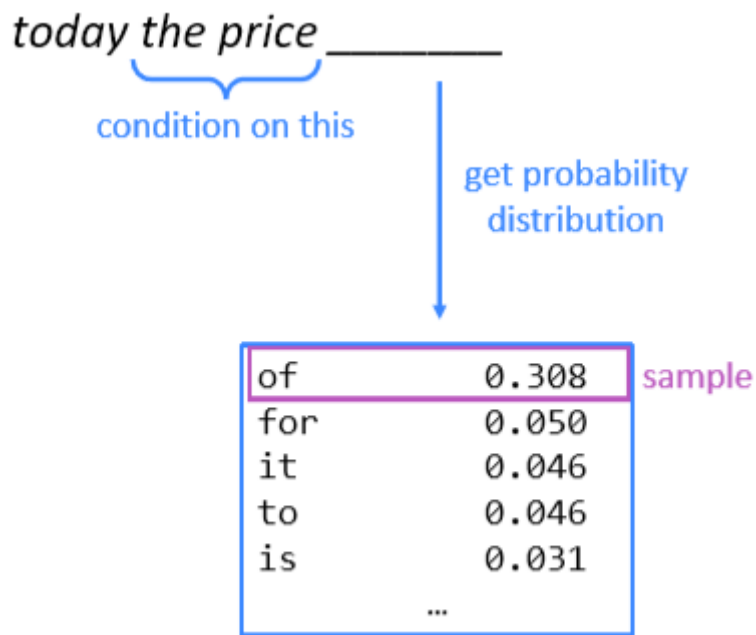 today the price _______
condition on this
get probability
distribution
of 0.308 sample
for 0.050
it 0.046
to 0.046
is 0.031
…